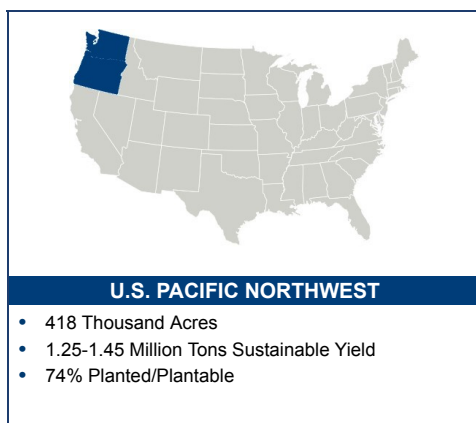 U.S. PACIFIC NORTHWEST
• 418 Thousand Acres
• 1.25-1.45 Million Tons Sustainable Yield
• 74% Planted/Plantable